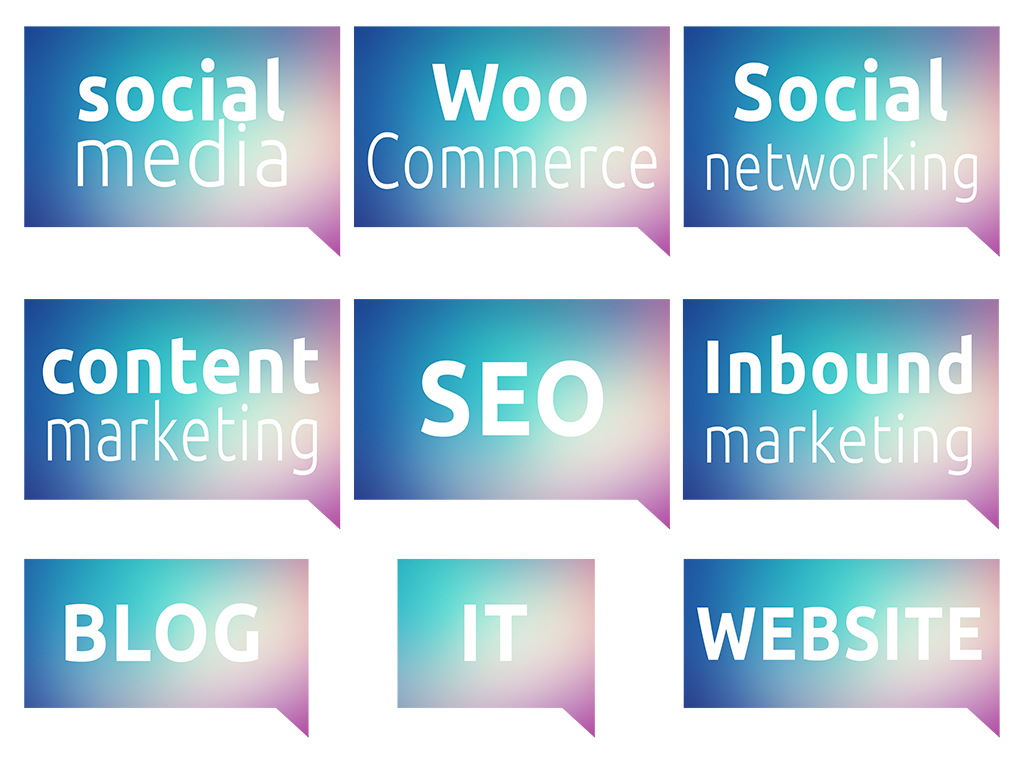 social
media
Woo
Commerce
Social
networking
content
marketing
SEO
Inbound
marketing
BLOG
IT
WEBSITE